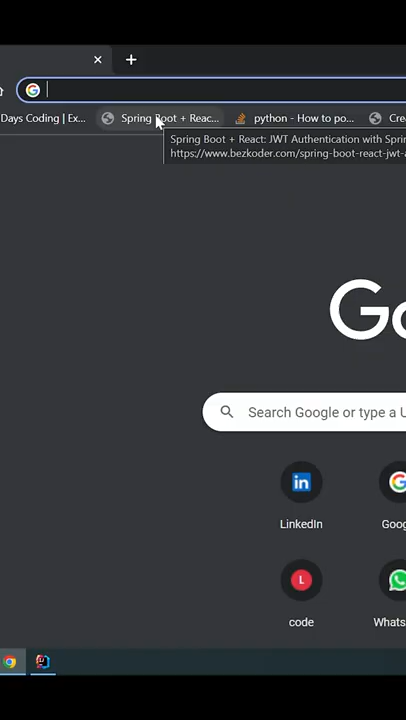 Days Coding | Ex...
Spring Boot + Reac...
python - How to po...
Cre
Spring Boot + React: JWT Authentication with Sprin
https://www.bezkoder.com/spring-boot-react-jwt-a
Go
Search Google or type a U
in
LinkedIn
Goog
L
code
Whats